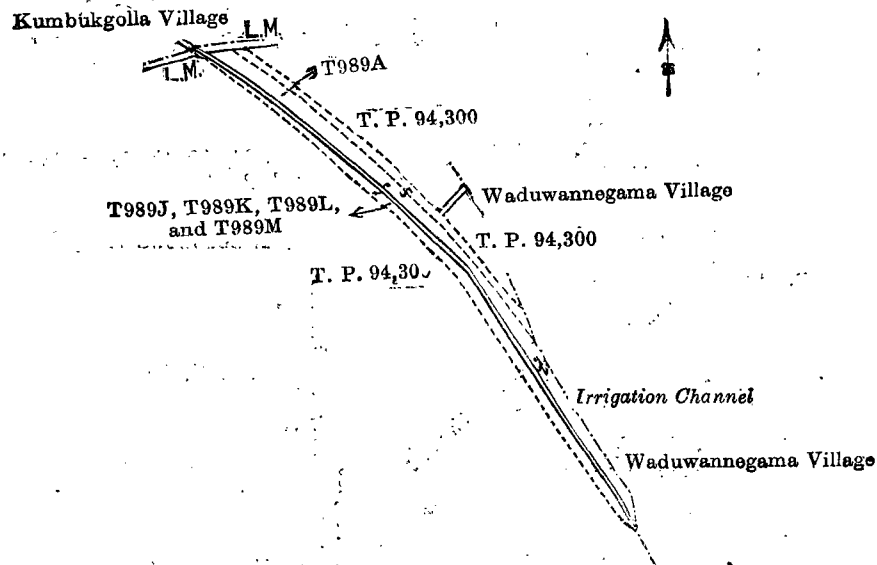 Kumbukgolla Village
L.M.
L.M.
T989A
T. P. 94,300
Waduwannegama Village
T989J, T989K, T989L,
and T989M
T. P. 94,300
T. P. 94,30
Irrigation Channel
Waduwannegama Village